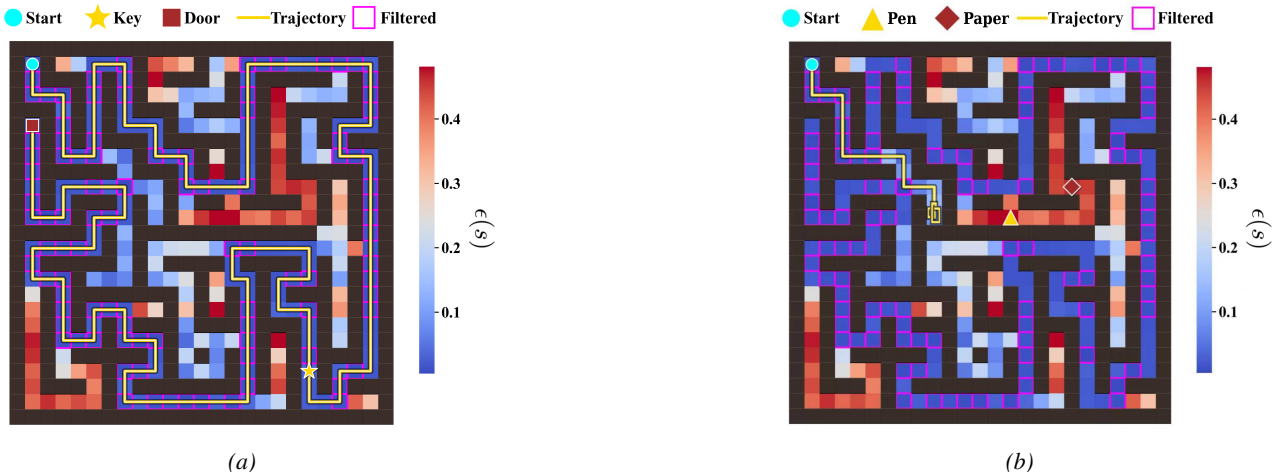 Start Key Door Trajectory Filtered
0.4
0.3
0.2
0.1
ϵ(s)
(a)
Start Pen Paper Trajectory Filtered
0.4
0.3
0.2
0.1
ϵ(s)
(b)